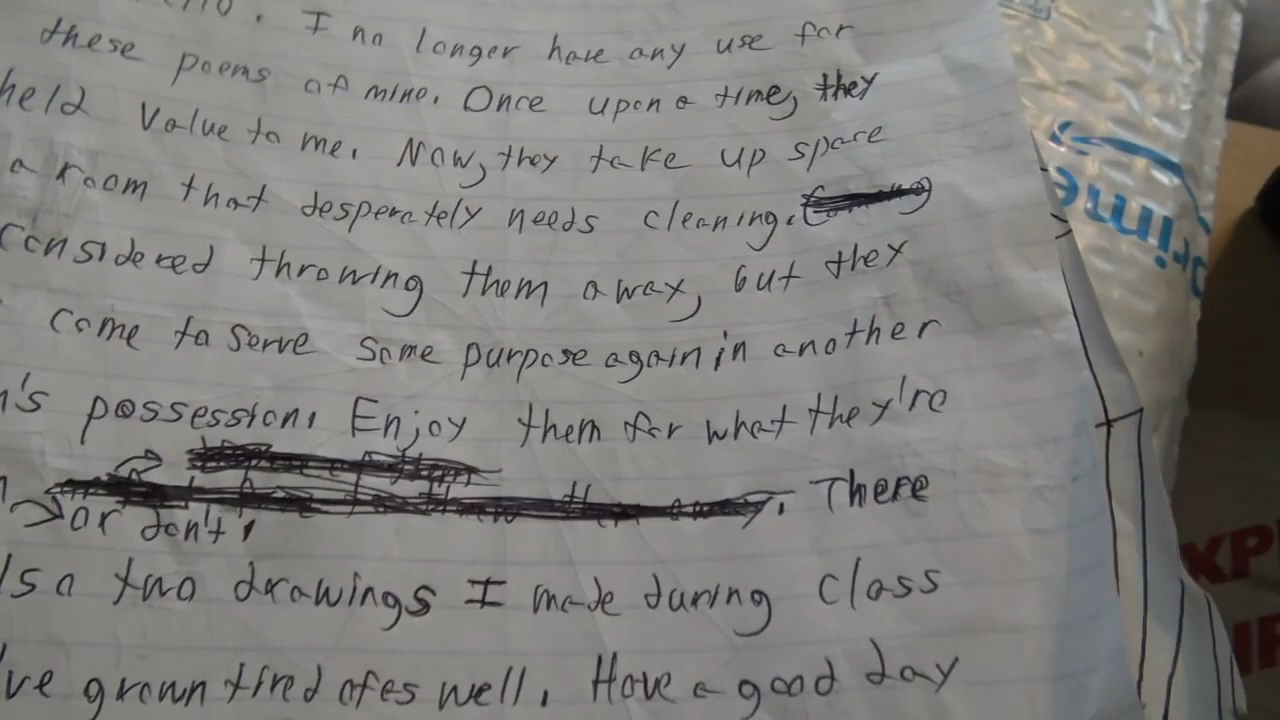 I no longer have any use for
these poems of mine. Once upon a time, they
held value to me. Now, they take up space
a room that desperately needs cleaning.
Considered throwing them away, but they
come to serve some purpose again in another
's possession. Enjoy them for what they're
There
or don't.
two drawings I made during class
've grown tired of as well. Have a good day
prime
XP